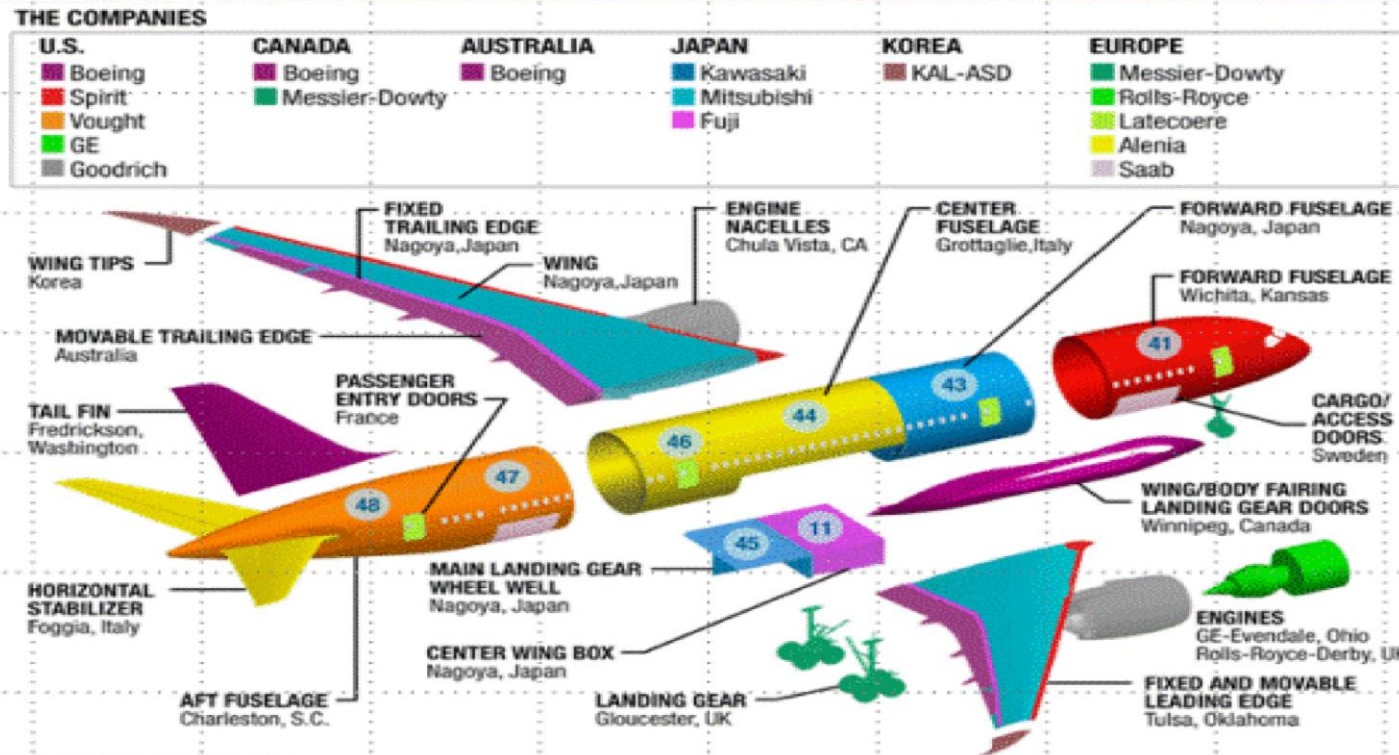 THE COMPANIES
U.S.
Boeing
Spirit
Vought
GE
Goodrich
CANADA
Boeing
Messier-Dowty
AUSTRALIA
Boeing
JAPAN
Kawasaki
Mitsubishi
Fuji
KOREA
KAL-ASD
EUROPE
Messier-Dowty
Rolls-Royce
Latecoere
Alenia
Saab
WING TIPS
Korea
FIXED
TRAILING EDGE
Nagoya,Japan
WING
Nagoya,Japan
ENGINE
NACELLES
Chula Vista, CA
CENTER
FUSELAGE
Grottaglie,Italy
FORWARD FUSELAGE
Nagoya, Japan
FORWARD FUSELAGE
Wichita, Kansas
MOVABLE TRAILING EDGE
Australia
PASSENGER
ENTRY DOORS
France
TAIL FIN
Fredrickson,
Washington
41
43
44
46
47
48
CARGO/
ACCESS
DOORS
Sweden
WING/BODY FAIRING
LANDING GEAR DOORS
Winnipeg, Canada
45
11
MAIN LANDING GEAR
WHEEL WELL
Nagoya, Japan
HORIZONTAL
STABILIZER
Foggia, Italy
CENTER WING BOX
Nagoya, Japan
ENGINES
GE-Evendale, Ohio
Rolls-Royce-Derby, UK
AFT FUSELAGE
Charleston, S.C.
LANDING GEAR
Gloucester, UK
FIXED AND MOVABLE
LEADING EDGE
Tulsa, Oklahoma